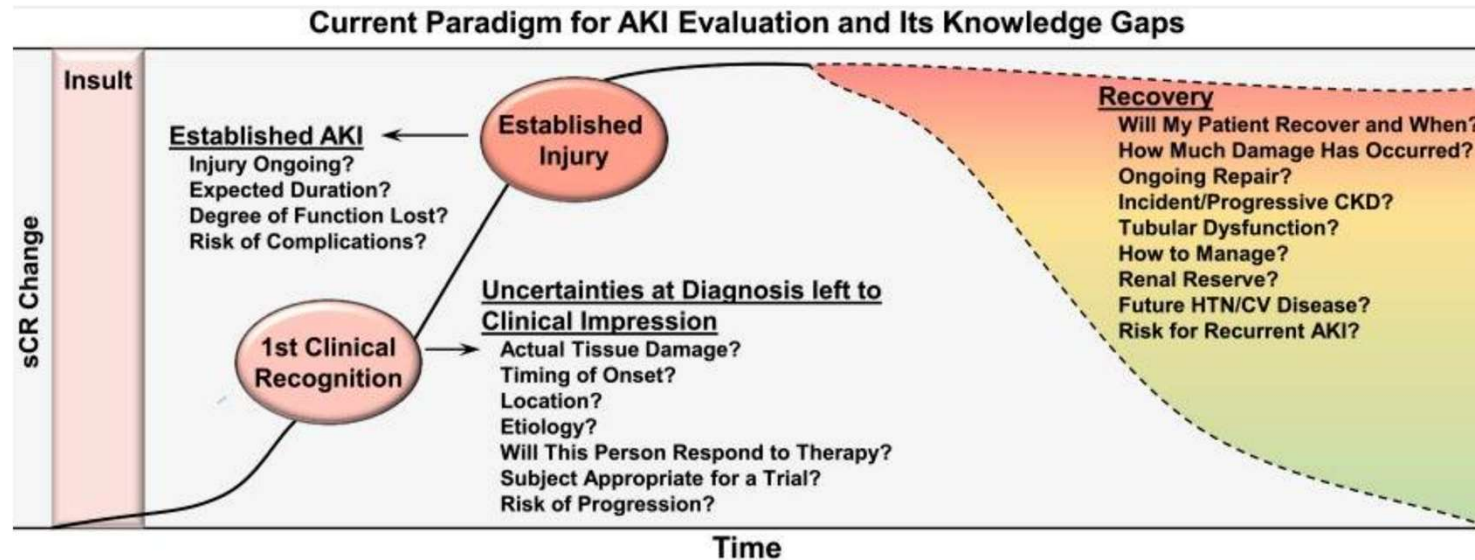 Current Paradigm for AKI Evaluation and Its Knowledge Gaps
Insult
Established
Injury
Established AKI
Injury Ongoing?
Expected Duration?
Degree of Function Lost?
Risk of Complications?
1st Clinical
Recognition
Uncertainties at Diagnosis left to
Clinical Impression
Actual Tissue Damage?
Timing of Onset?
Location?
Etiology?
Will This Person Respond to Therapy?
Subject Appropriate for a Trial?
Risk of Progression?
Recovery
Will My Patient Recover and When?
How Much Damage Has Occurred?
Ongoing Repair?
Incident/Progressive CKD?
Tubular Dysfunction?
How to Manage?
Renal Reserve?
Future HTN/CV Disease?
Risk for Recurrent AKI?
sCR Change
Time